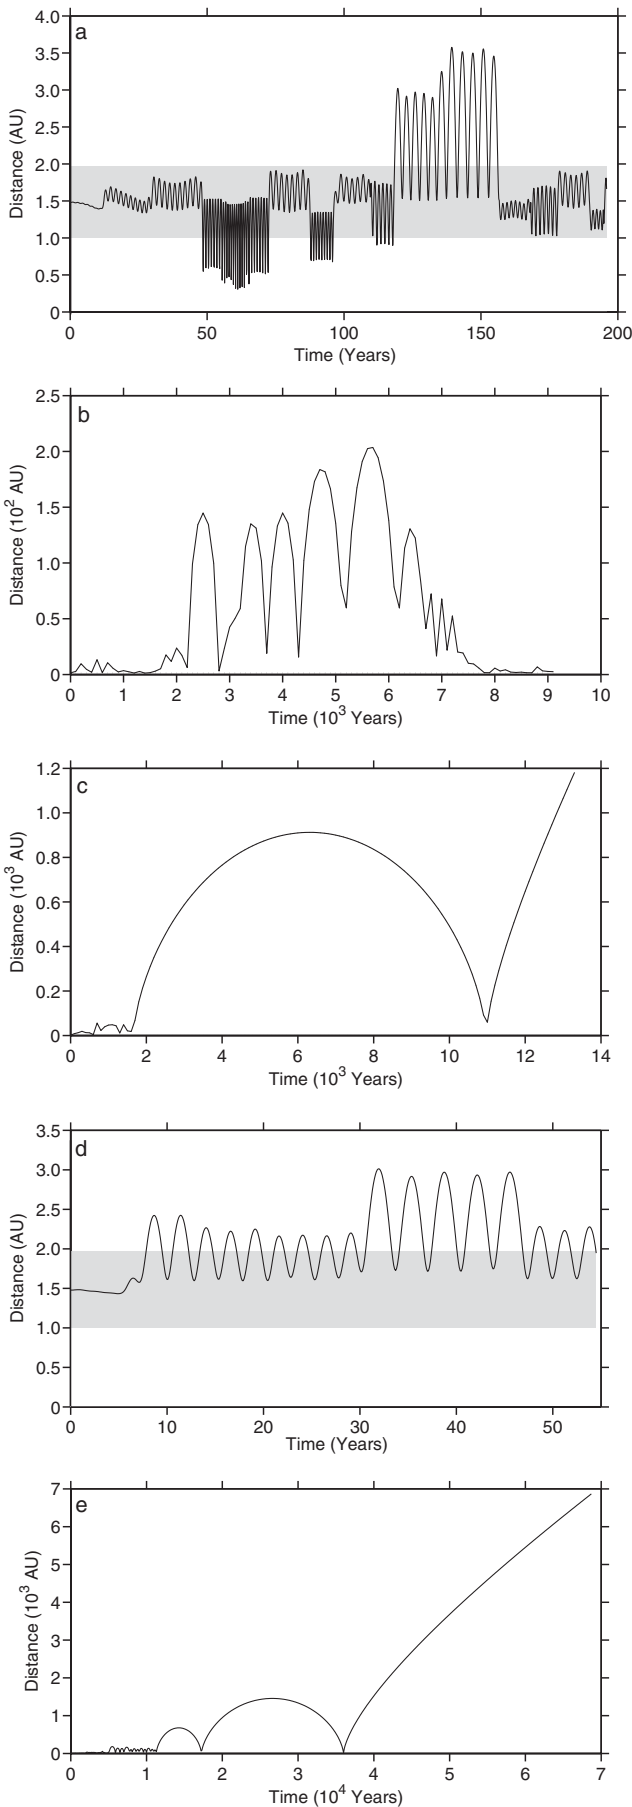 a
4.0
3.5
3.0
2.5
2.0
1.5
1.0
0.5
0
Distance (AU)
0 50 100 150 200
Time (Years)
b
2.5
2.0
1.5
1.0
0.5
0
Distance (10² AU)
0 1 2 3 4 5 6 7 8 9 10
Time (10³ Years)
c
1.2
1.0
0.8
0.6
0.4
0.2
0
Distance (10³ AU)
0 2 4 6 8 10 12 14
Time (10³ Years)
d
3.5
3.0
2.5
2.0
1.5
1.0
0.5
0
Distance (AU)
0 10 20 30 40 50
Time (Years)
e
7
6
5
4
3
2
1
0
Distance (10³ AU)
0 1 2 3 4 5 6 7
Time (10⁴ Years)